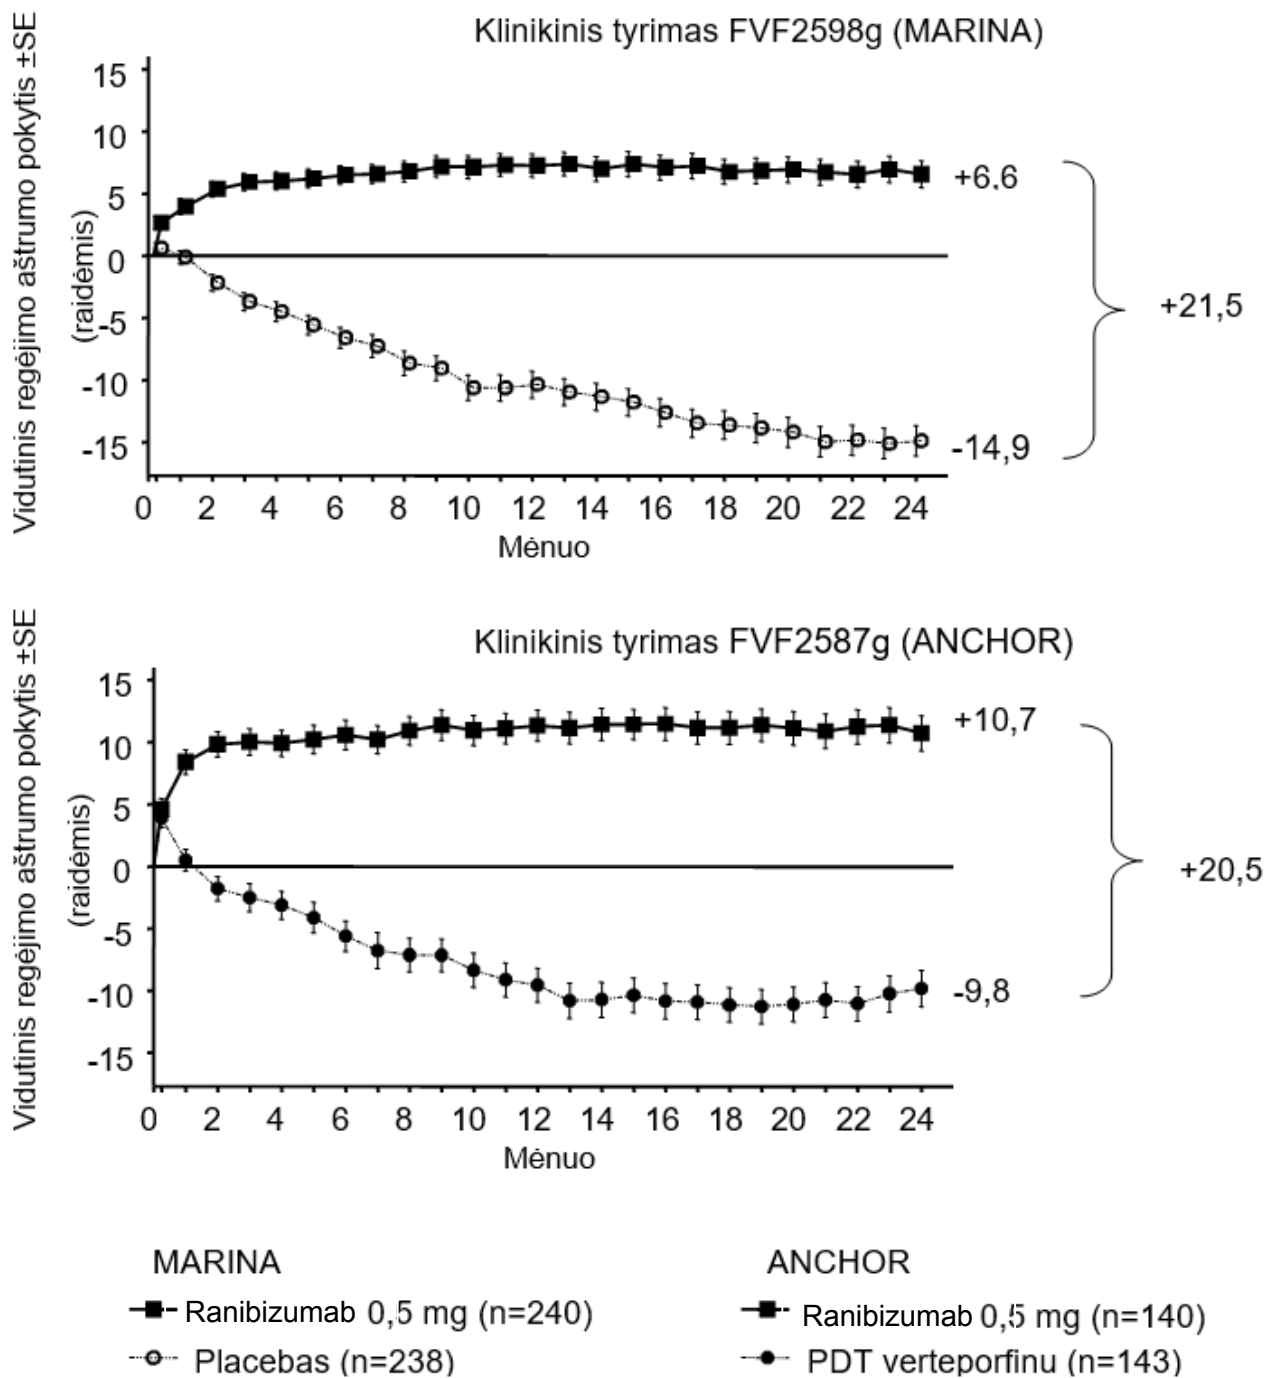 Klinikinis tyrimas FVF2598g (MARINA)
Vidutinis regėjimo aštrumo pokytis ±SE
(raidėmis)
15
10
5
0
-5
-10
-15
+6,6
-14,9
+21,5
0 2 4 6 8 10 12 14 16 18 20 22 24
Mėnuo
Klinikinis tyrimas FVF2587g (ANCHOR)
Vidutinis regėjimo aštrumo pokytis ±SE
(raidėmis)
15
10
5
0
-5
-10
-15
+10,7
-9,8
+20,5
0 2 4 6 8 10 12 14 16 18 20 22 24
Mėnuo
MARINA
Ranibizumab 0,5 mg (n=240)
Placebas (n=238)
ANCHOR
Ranibizumab 0,5 mg (n=140)
PDT verteporfinu (n=143)